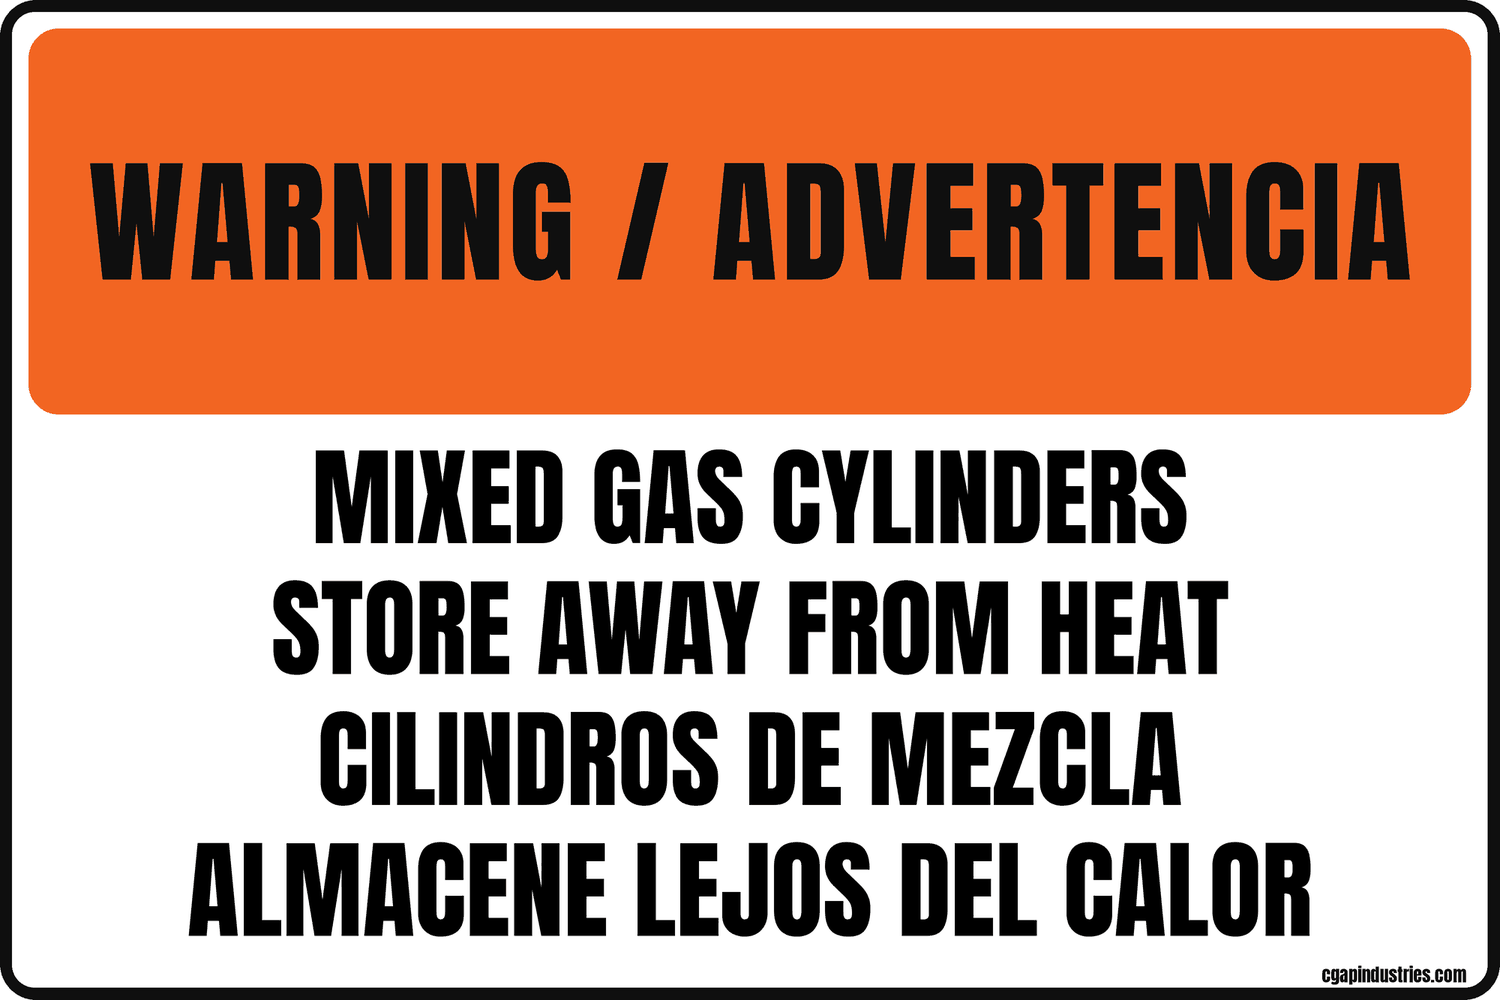 WARNING / ADVERTENCIA
MIXED GAS CYLINDERS
STORE AWAY FROM HEAT
CILINDROS DE MEZCLA
ALMACENE LEJOS DEL CALOR
cgapindustries.com